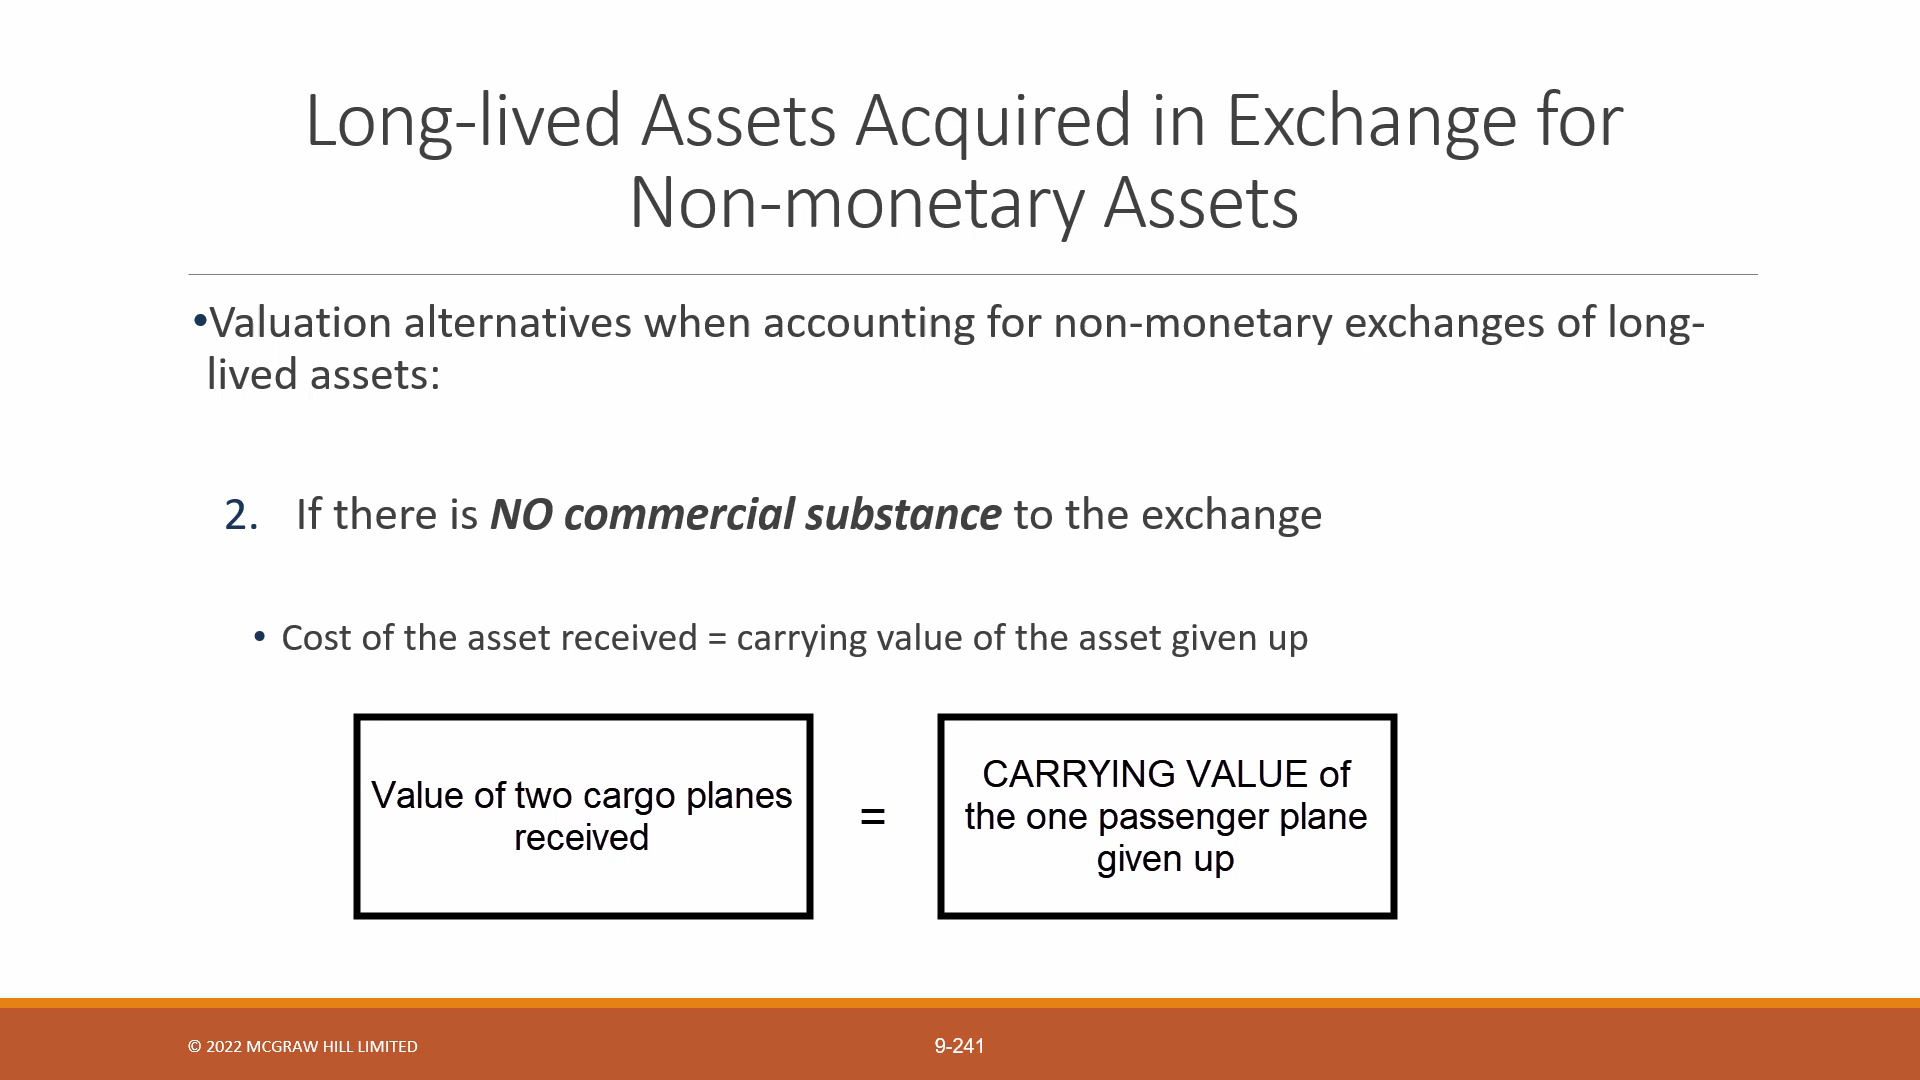 Long-lived Assets Acquired in Exchange for
Non-monetary Assets
•Valuation alternatives when accounting for non-monetary exchanges of long-
lived assets:
2. If there is NO commercial substance to the exchange
• Cost of the asset received = carrying value of the asset given up
Value of two cargo planes
received
=
CARRYING VALUE of
the one passenger plane
given up
© 2022 MCGRAW HILL LIMITED
9-241